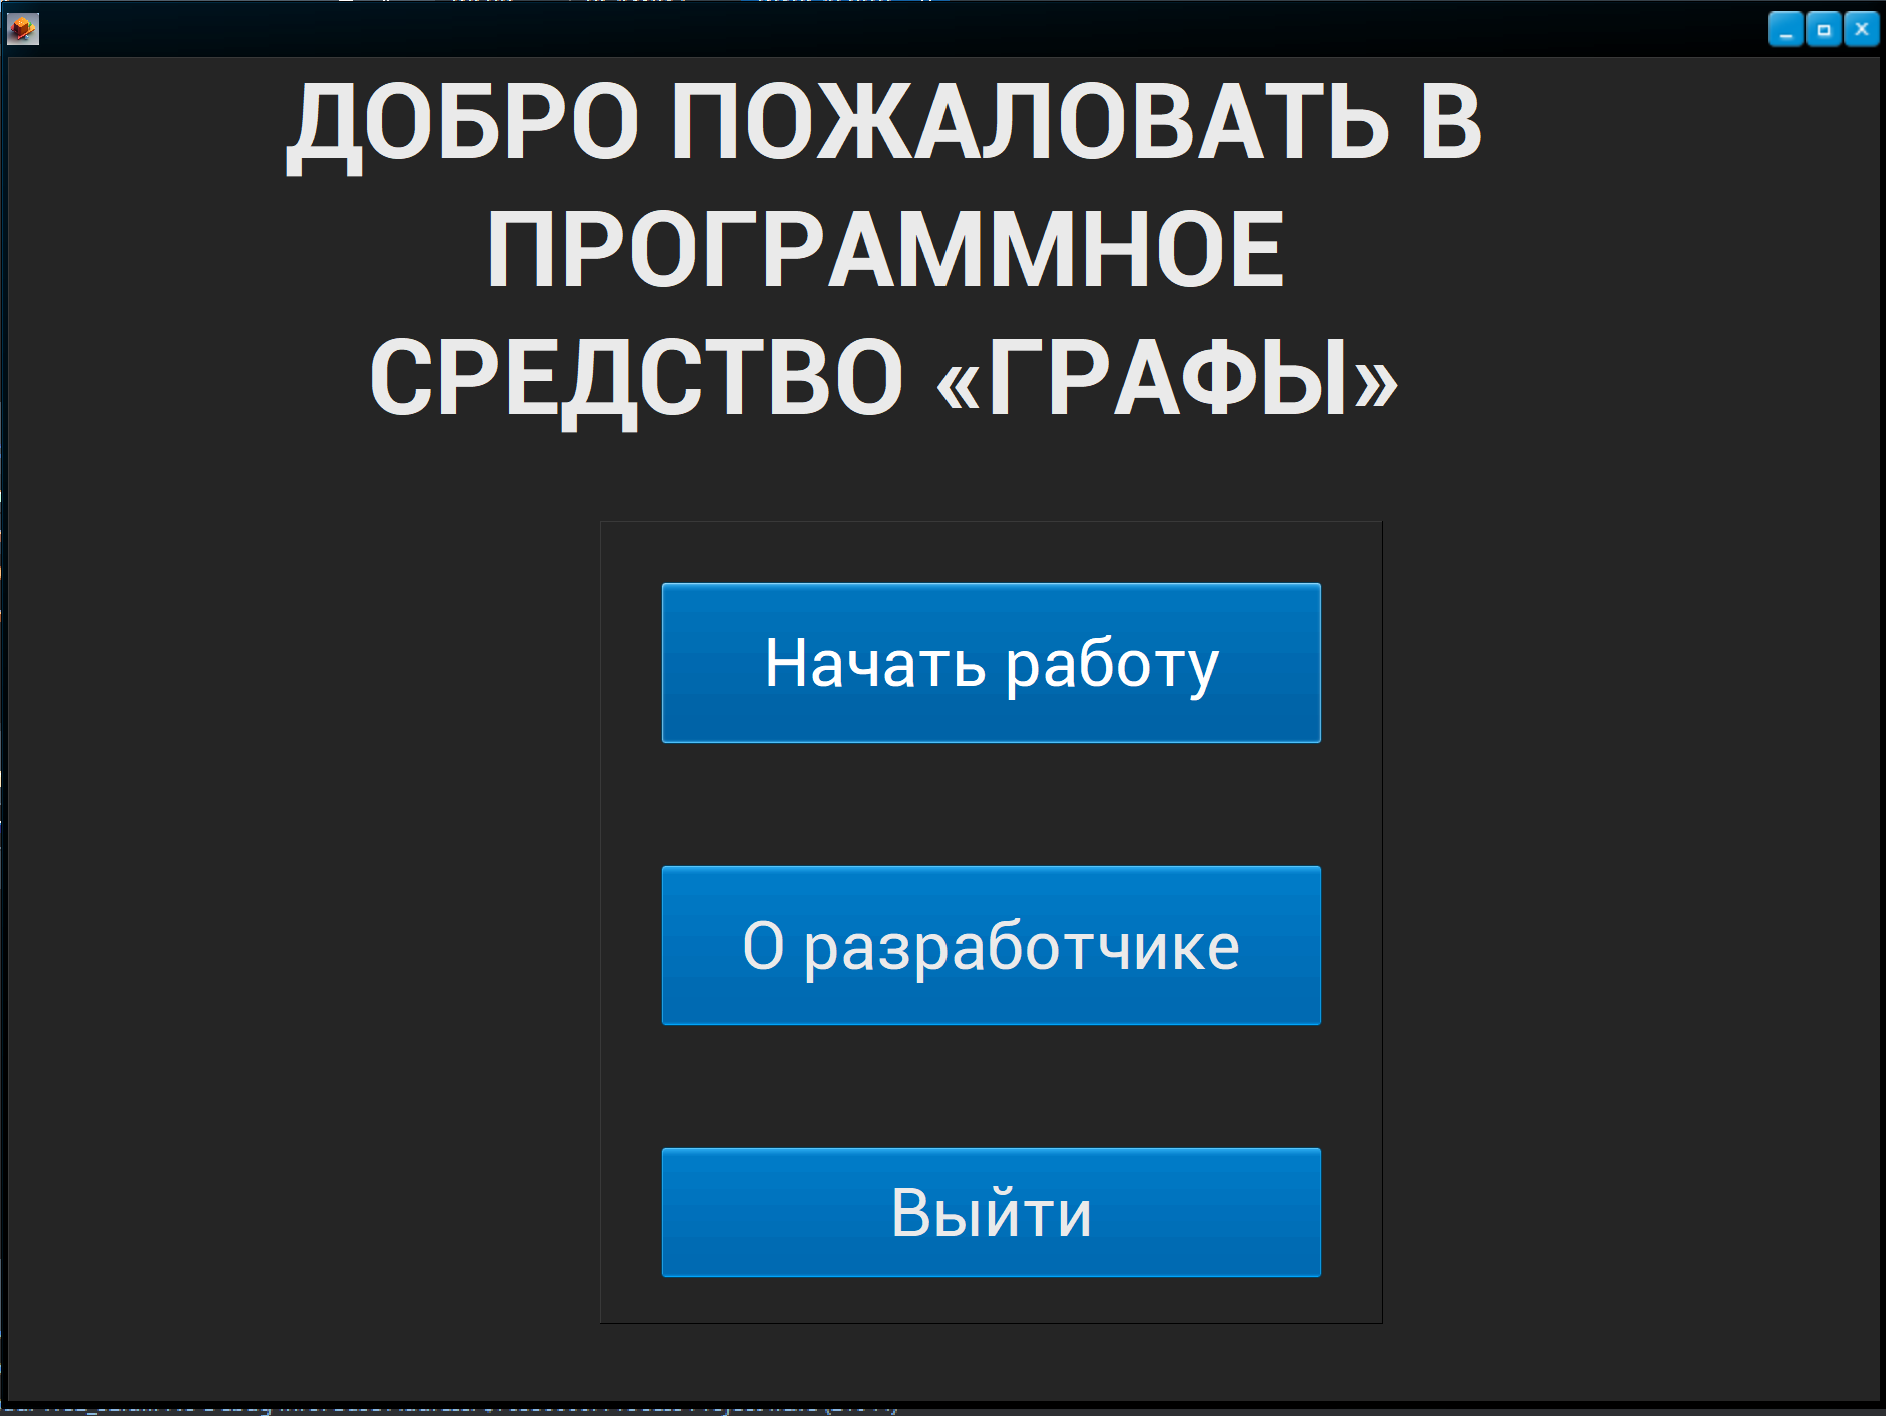 ДОБРО ПОЖАЛОВАТЬ В
ПРОГРАММНОЕ
СРЕДСТВО «ГРАФЫ»
Начать работу
О разработчике
Выйти